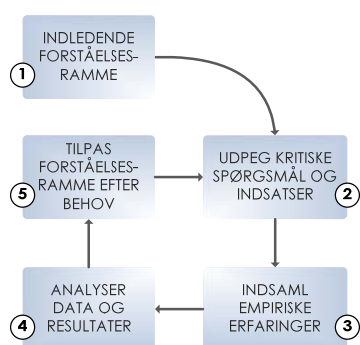 INDLEDENDE
FORSTÅELSES-
RAMME
1
UDPEG KRITISKE
SPØRGSMÅL OG
INDSATSER
2
INDSAML
EMPIRISKE
ERFARINGER
3
ANALYSER
DATA OG
RESULTATER
4
TILPAS
FORSTÅELSES-
RAMME EFTER
BEHOV
5